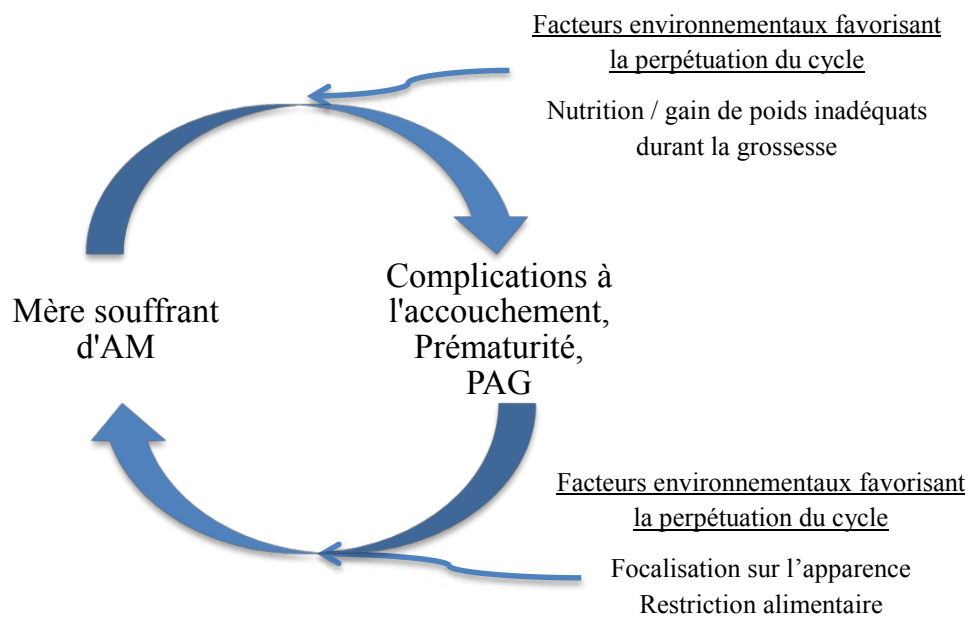 Facteurs environnementaux favorisant
la perpétuation du cycle
Nutrition / gain de poids inadéquats
durant la grossesse
Mère souffrant
d'AM
Complications à
l'accouchement,
Prématurité,
PAG
Facteurs environnementaux favorisant
la perpétuation du cycle
Focalisation sur l’apparence
Restriction alimentaire